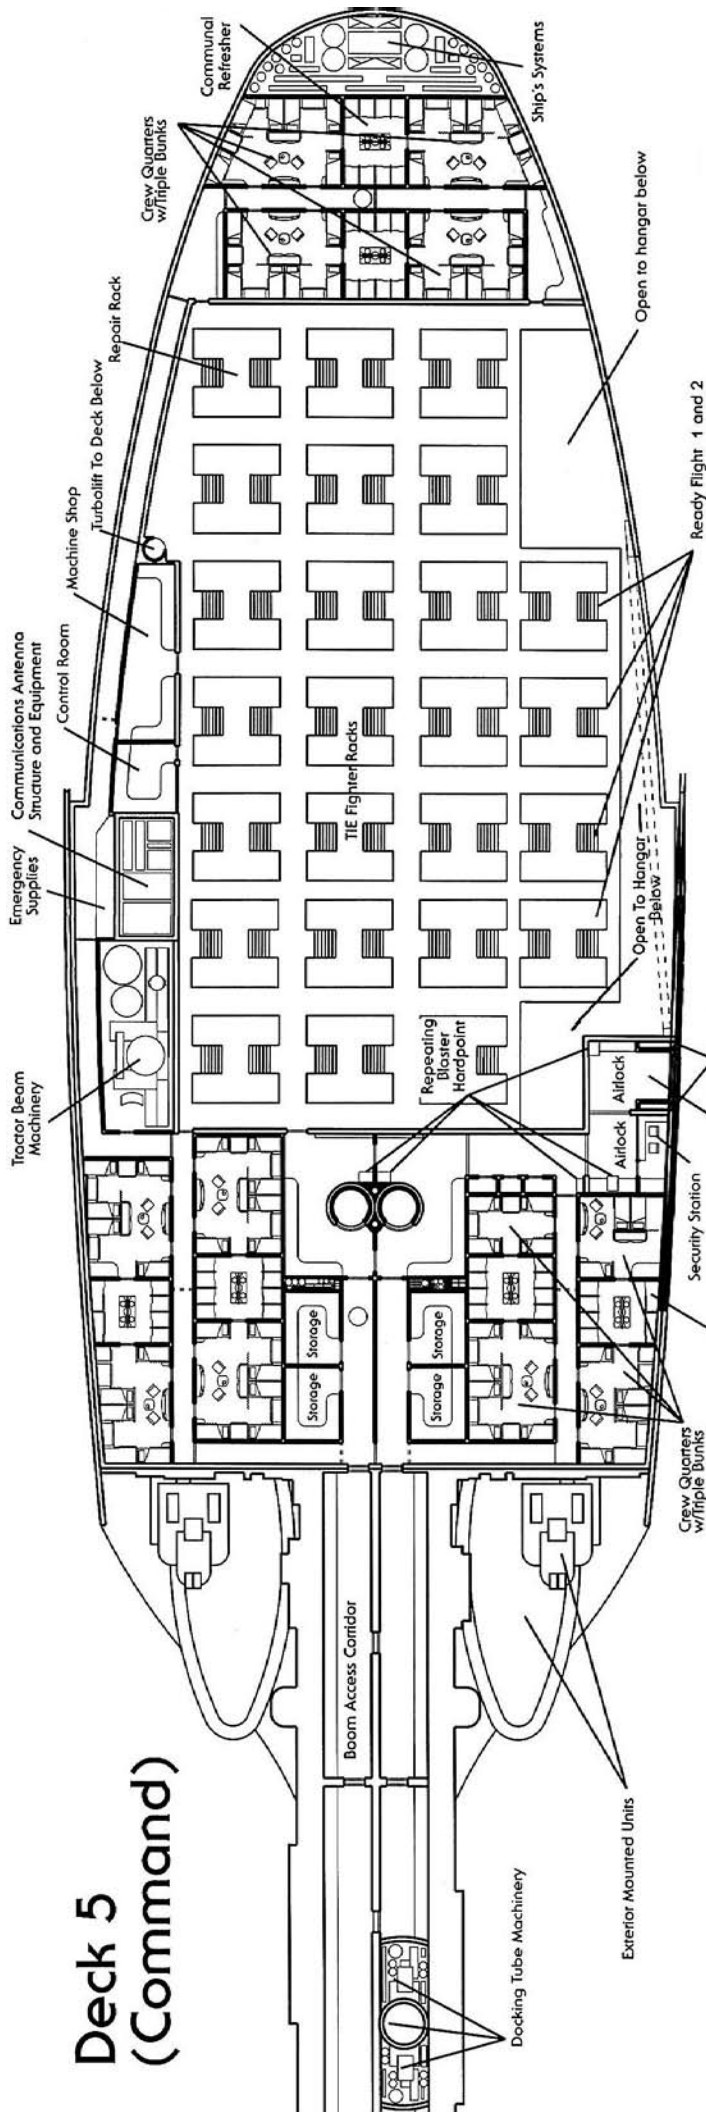 Deck 5
(Command)
Tractor Beam
Machinery
Emergency
Supplies
Communications Antenna
Structure and Equipment
Control Room
Machine Shop
Turbolift To Deck Below
Repair Rack
Crew Quarters
w/Triple Bunks
Communal
Refresher
Ship's Systems
Open to hangar below
Ready Flight 1 and 2
TIE Fighter Racks
Open To Hangar
Below
Repeating
Blaster
Hardpoint
Airlock
Airlock
Security Station
Storage
Storage
Storage
Storage
Crew Quarters
w/Triple Bunks
Boom Access Corridor
Exterior Mounted Units
Docking Tube Machinery